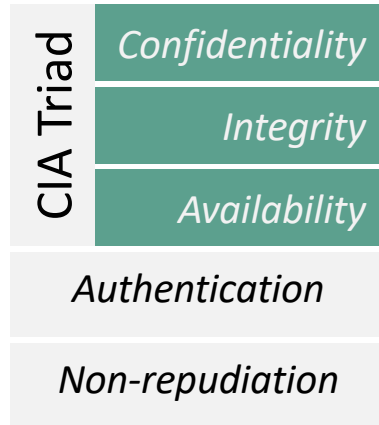 CIA Triad
Confidentiality
Integrity
Availability
Authentication
Non-repudiation